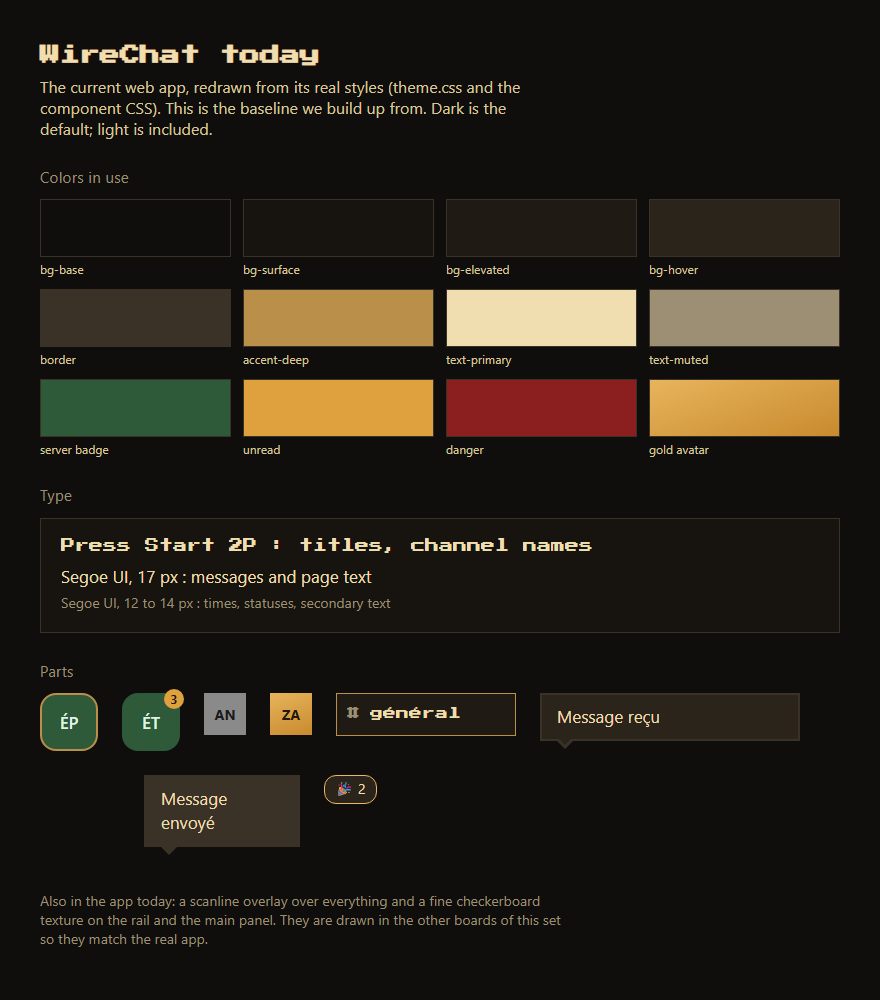 WireChat today
The current web app, redrawn from its real styles (theme.css and the
component CSS). This is the baseline we build up from. Dark is the
default; light is included.
Colors in use
bg-base
bg-surface
bg-elevated
bg-hover
border
accent-deep
text-primary
text-muted
server badge
unread
danger
gold avatar
Type
Press Start 2P : titles, channel names
Segoe UI, 17 px : messages and page text
Segoe UI, 12 to 14 px : times, statuses, secondary text
Parts
ÉP
ÉT
3
AN
ZA
# général
Message reçu
Message
envoyé
🎉 2
Also in the app today: a scanline overlay over everything and a fine checkerboard
texture on the rail and the main panel. They are drawn in the other boards of this set
so they match the real app.